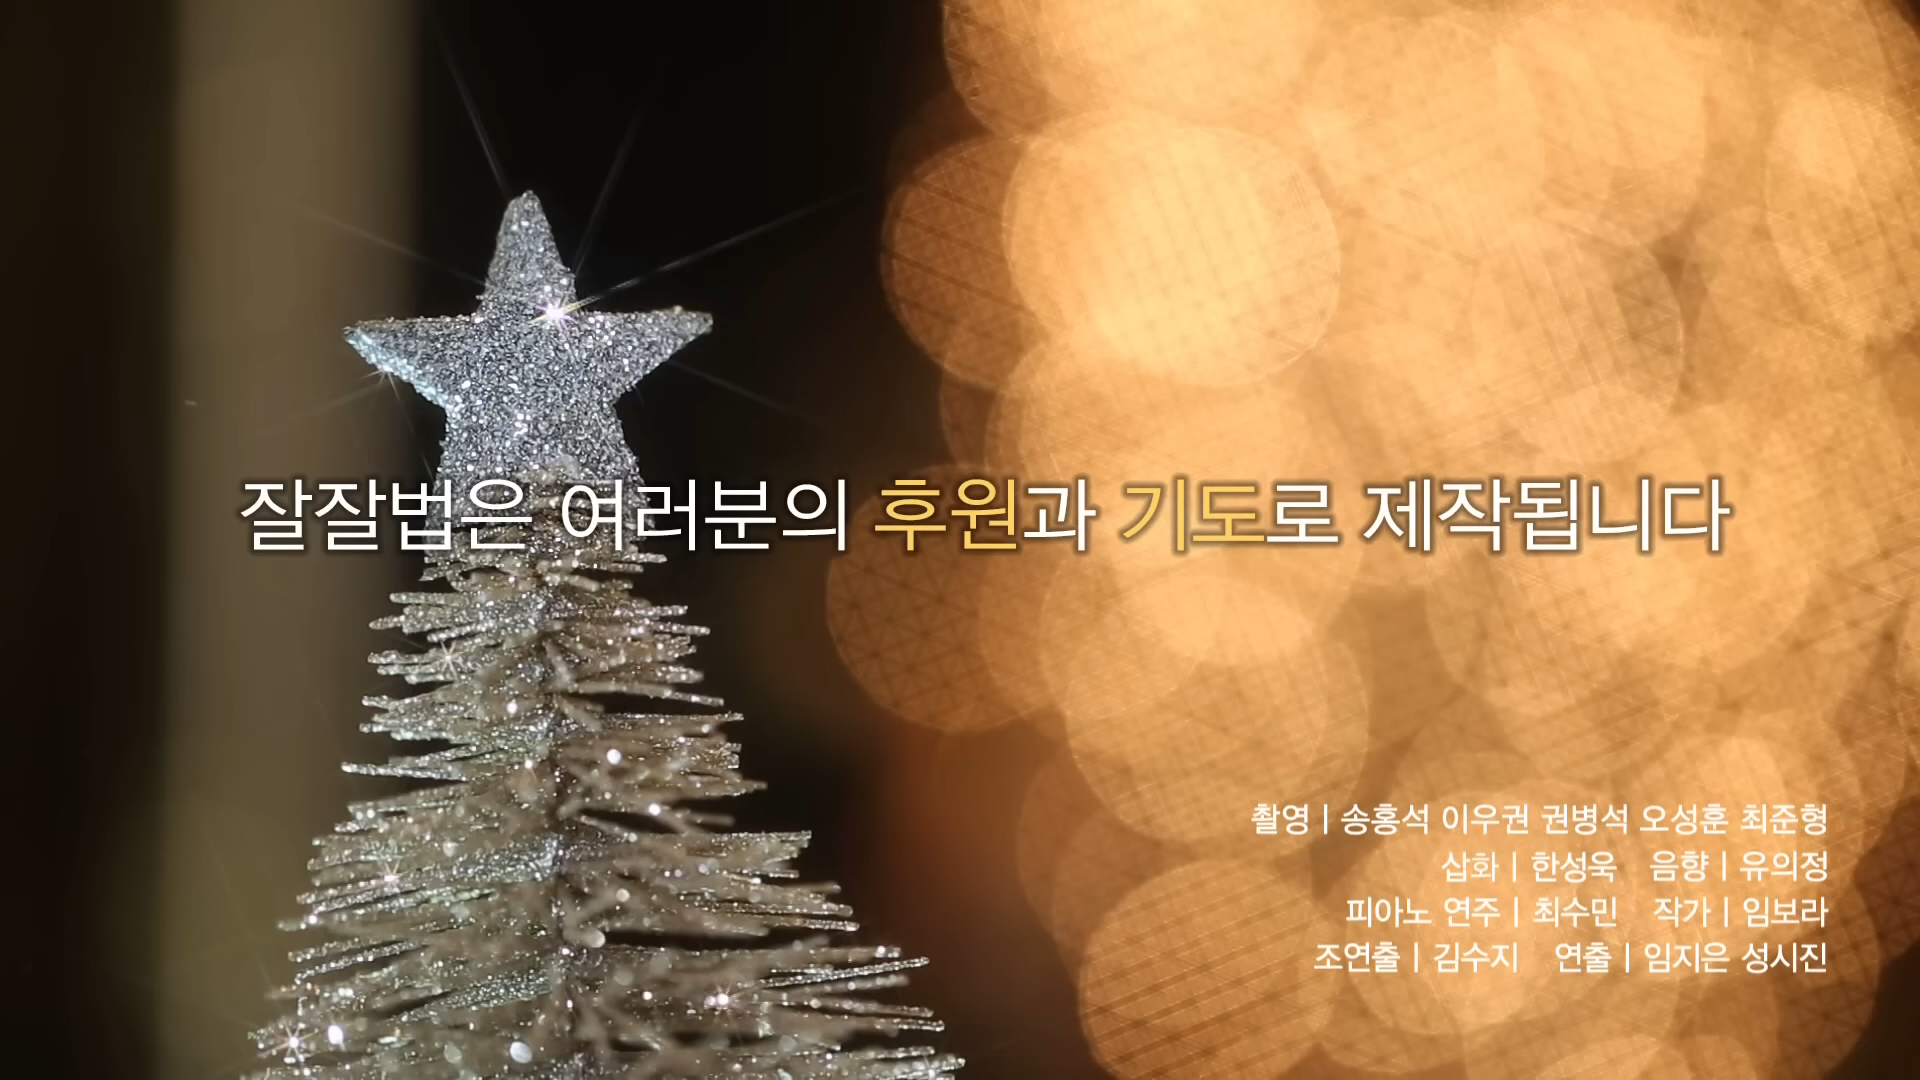 잘잘법은 여러분의 후원과 기도로 제작됩니다
촬영 | 송홍석 이우권 권병석 오성훈 최준형
삽화 | 한성욱 음향 | 유의정
피아노 연주 | 최수민 작가 | 임보라
조연출 | 김수지 연출 | 임지은 성시진